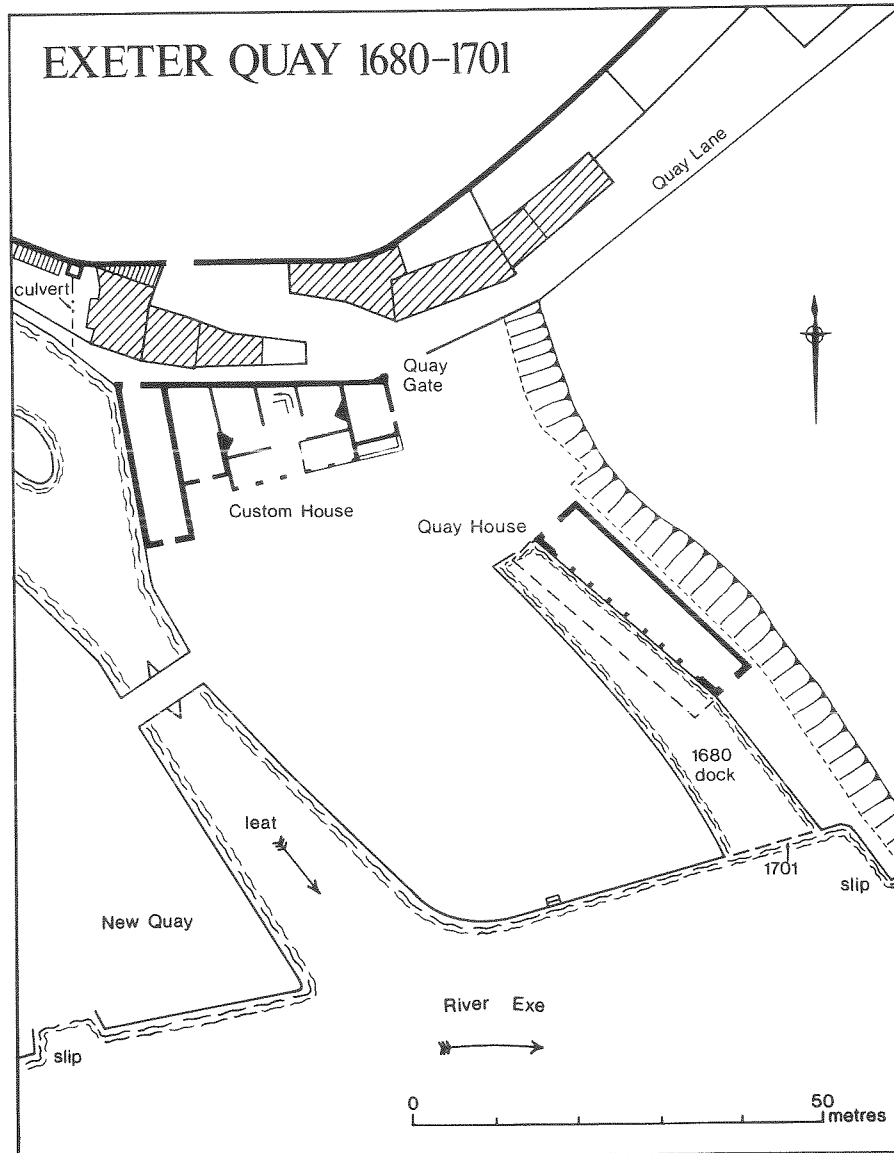 EXETER QUAY 1680-1701
Quay Lane
culvert
Quay
Gate
Custom House
Quay House
1680
dock
leat
1701
slip
New Quay
River Exe
slip
0
50
metres